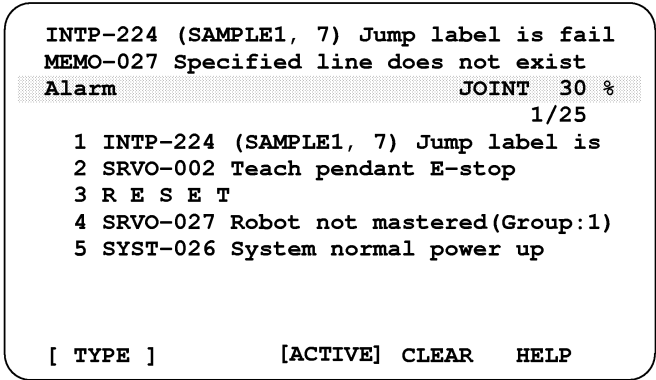 INTP-224 (SAMPLE1, 7) Jump label is fail
MEMO-027 Specified line does not exist
Alarm JOINT 30 %
1/25
1 INTP-224 (SAMPLE1, 7) Jump label is
2 SRVO-002 Teach pendant E-stop
3 R E S E T
4 SRVO-027 Robot not mastered(Group:1)
5 SYST-026 System normal power up
[ TYPE ] [ACTIVE] CLEAR HELP